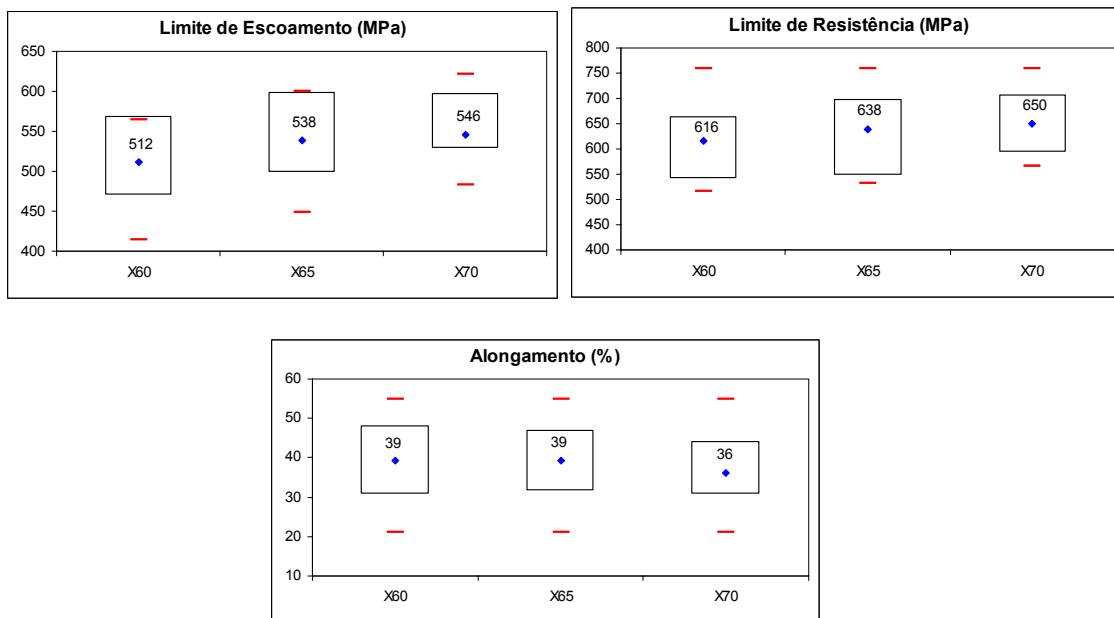 Limite de Escoamento (MPa)
650
600
550
500
450
400
512
538
546
X60
X65
X70
Limite de Resistência (MPa)
800
750
700
650
600
550
500
450
400
616
638
650
X60
X65
X70
Alongamento (%)
60
50
40
30
20
10
39
39
36
X60
X65
X70